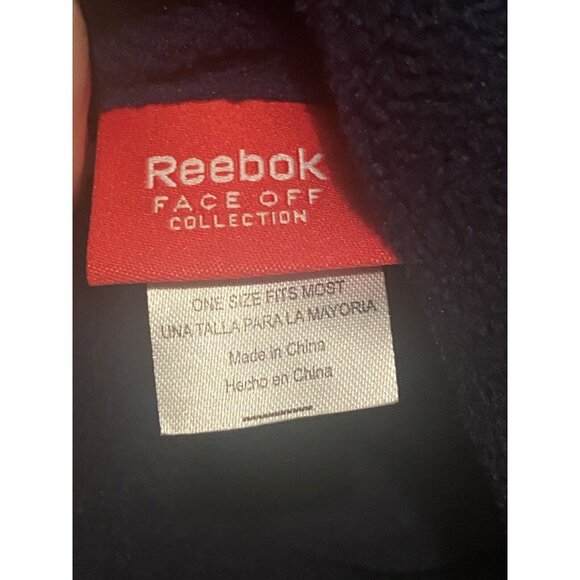 Reebok
FACE OFF
COLLECTION
ONE SIZE FITS MOST
UNA TALLA PARA LA MAYORIA
Made in China
Hecho en China